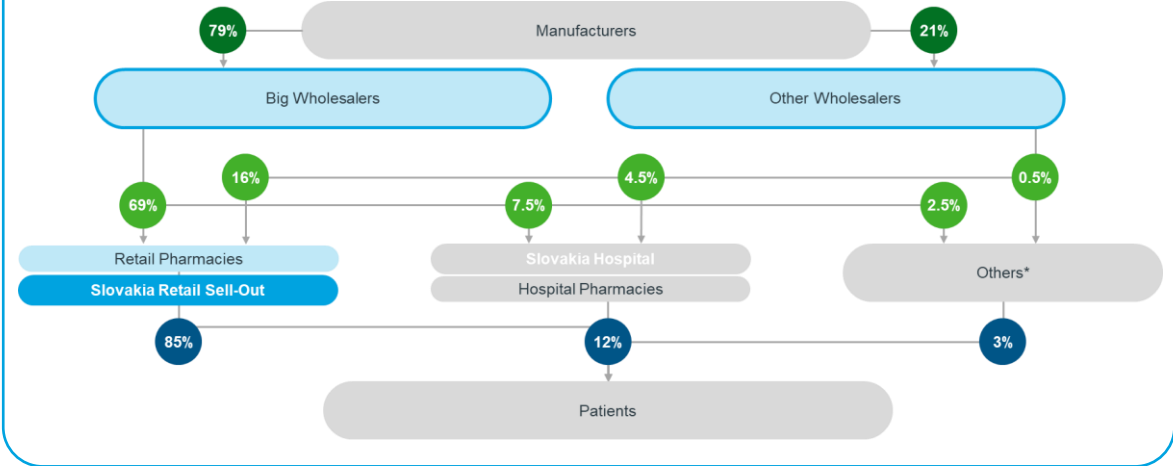 79%
Manufacturers
21%
Big Wholesalers
Other Wholesalers
16%
4.5%
0.5%
69%
7.5%
2.5%
Retail Pharmacies
Slovakia Retail Sell-Out
Slovakia Hospital
Hospital Pharmacies
Others*
85%
12%
3%
Patients